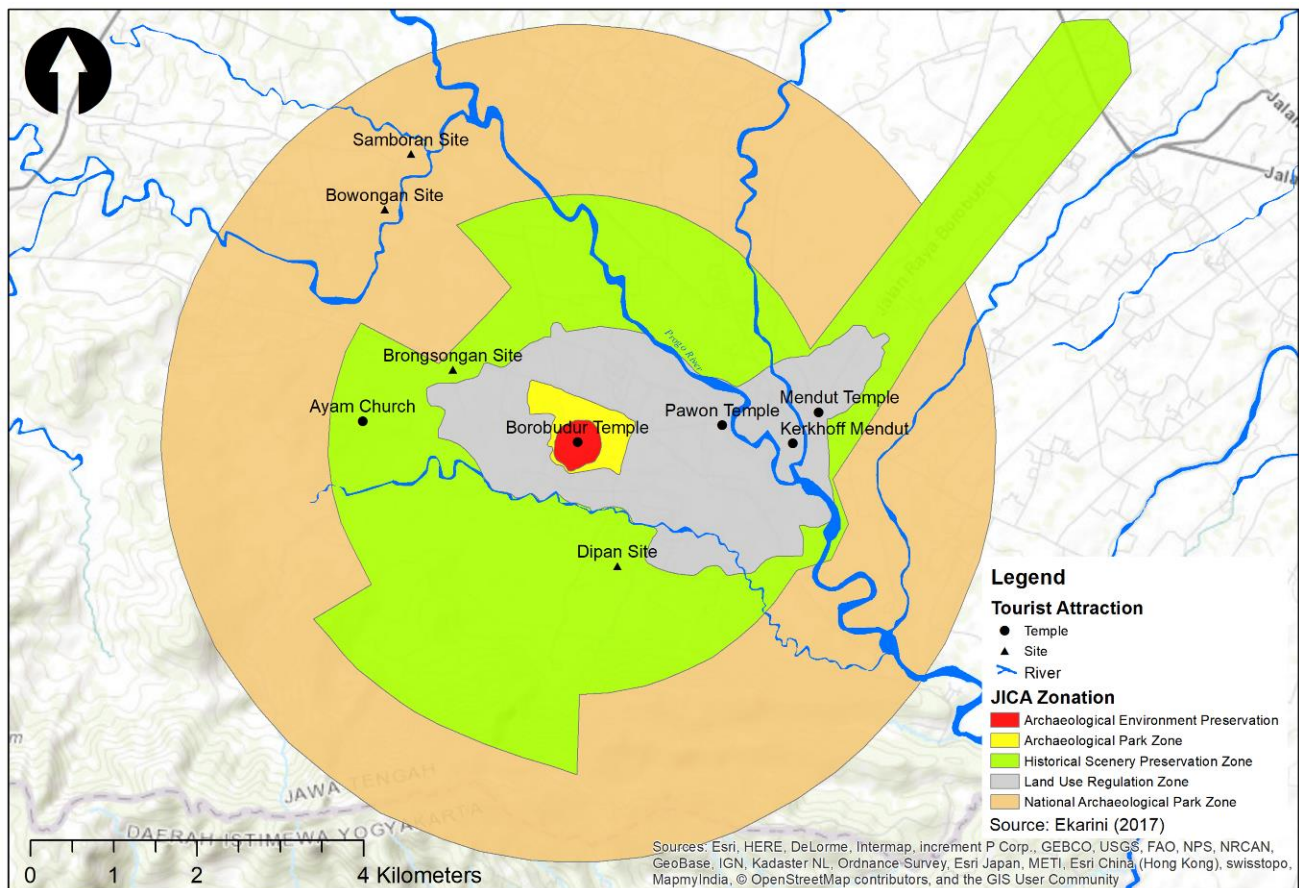 Jalan
Jalan
Samboran Site
Bowongan Site
Jalan Raya Borobudur
Progo River
Brongsongan Site
Ayam Church
Mendut Temple
Pawon Temple
Borobudur Temple
Kerkhoff Mendut
Dipan Site
m
JAWA TENGAH
DAERAH ISTIMEWA YOGYAKARTA
0 1 2 4 Kilometers
Legend
Tourist Attraction
Temple
Site
River
JICA Zonation
Archaeological Environment Preservation
Archaeological Park Zone
Historical Scenery Preservation Zone
Land Use Regulation Zone
National Archaeological Park Zone
Source: Ekarini (2017)
Sources: Esri, HERE, DeLorme, Intermap, increment P Corp., GEBCO, USGS, FAO, NPS, NRCAN,
GeoBase, IGN, Kadaster NL, Ordnance Survey, Esri Japan, METI, Esri China (Hong Kong), swisstopo,
MapmyIndia, © OpenStreetMap contributors, and the GIS User Community